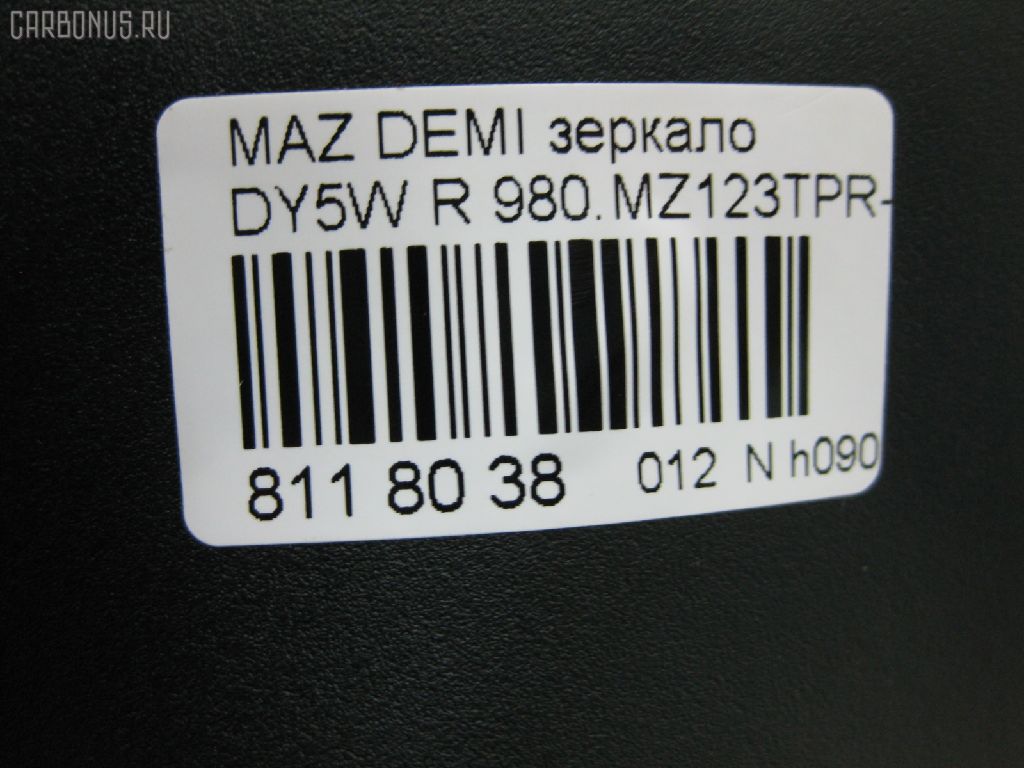 CARBONUS.RU
MAZ DEMI зеркало
DY5W R 980. MZ123TPR-
811 80 38 012 N h090